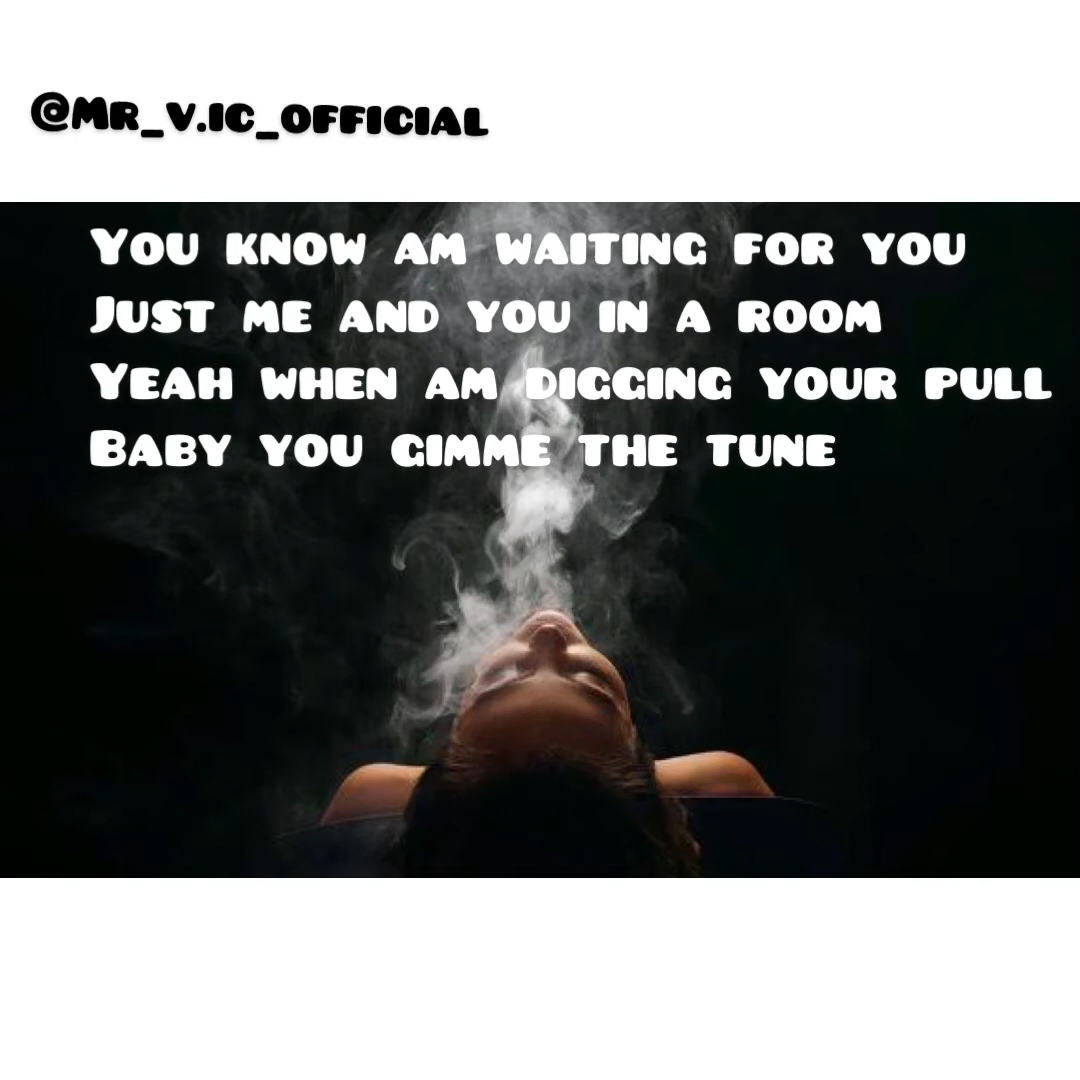 @Mr_v.ic_official
You know am waiting for you
Just me and you in a room
Yeah when am digging your pull
Baby you gimme the tune